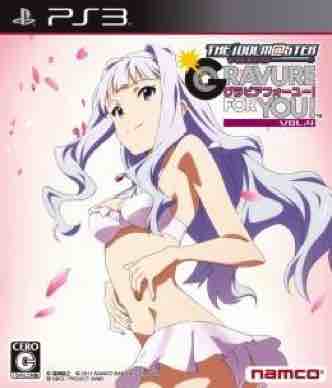 PS3
THE IDOLM@STER
GRAVURE
グラビアフォーユー!
FOR YOU!
VOL.4
CERO
C
namco